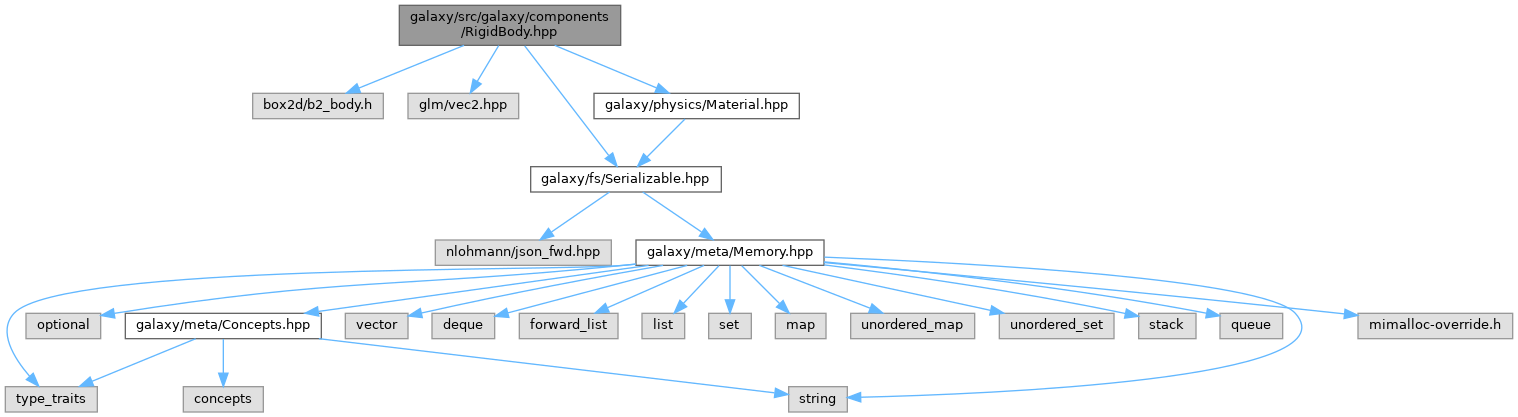 galaxy/src/galaxy/components
/RigidBody.hpp
box2d/b2_body.h
glm/vec2.hpp
galaxy/physics/Material.hpp
galaxy/fs/Serializable.hpp
nlohmann/json_fwd.hpp
galaxy/meta/Memory.hpp
optional
galaxy/meta/Concepts.hpp
vector
deque
forward_list
list
set
map
unordered_map
unordered_set
stack
queue
mimalloc-override.h
type_traits
concepts
string